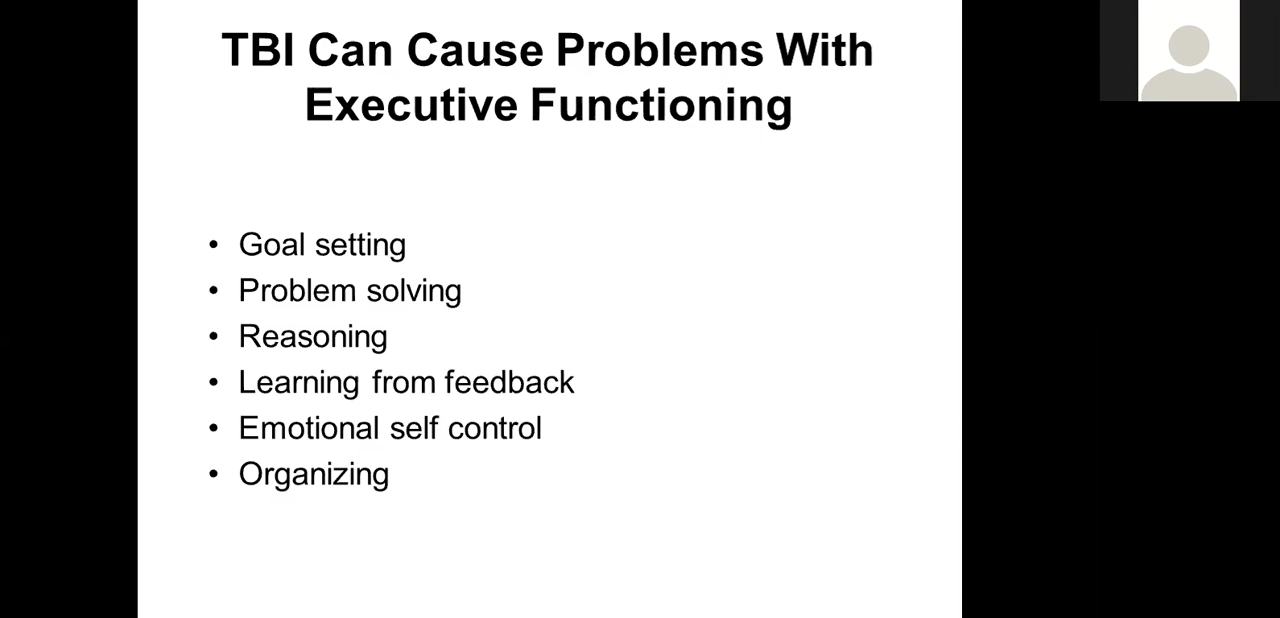 TBI Can Cause Problems With
Executive Functioning
• Goal setting
• Problem solving
• Reasoning
• Learning from feedback
• Emotional self control
• Organizing